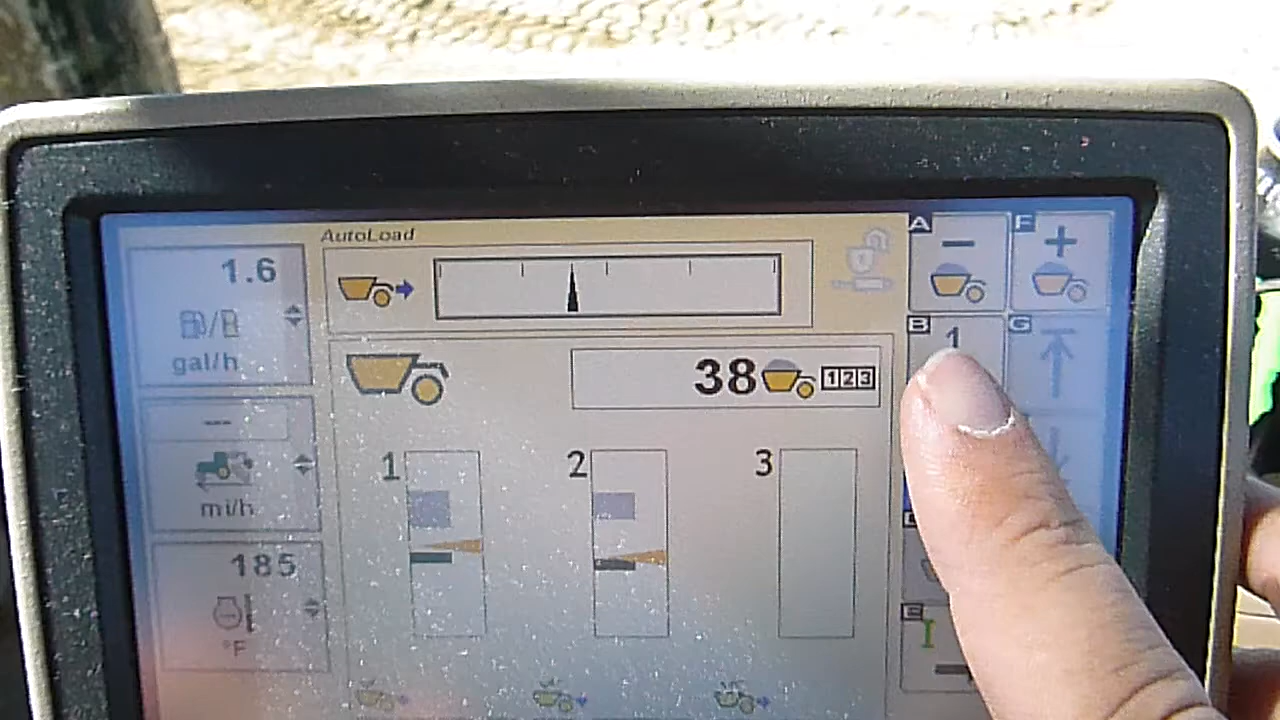 AutoLoad
1.6
gal/h
---
mi/h
185
°F
38
123
1
2
3
A
−
F
+
B
1
G
E